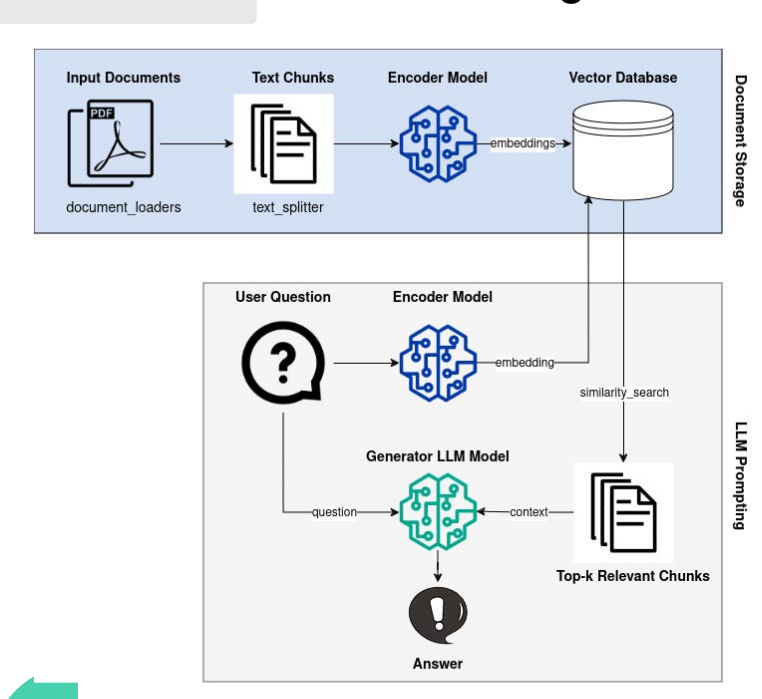 Input Documents
Text Chunks
Encoder Model
Vector Database
PDF
embeddings
document_loaders
text_splitter
Document Storage
User Question
Encoder Model
?
embedding
similarity_search
Generator LLM Model
question
context
Top-k Relevant Chunks
!
Answer
LLM Prompting